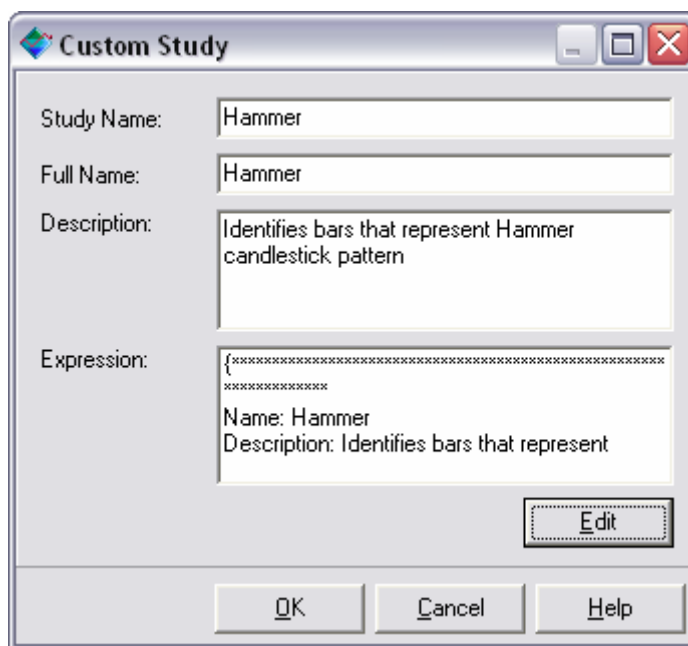 Custom Study
Study Name:
Hammer
Full Name:
Hammer
Description:
Identifies bars that represent Hammer
candlestick pattern
Expression:
{******************************************************
*************
Name: Hammer
Description: Identifies bars that represent
Edit
OK
Cancel
Help